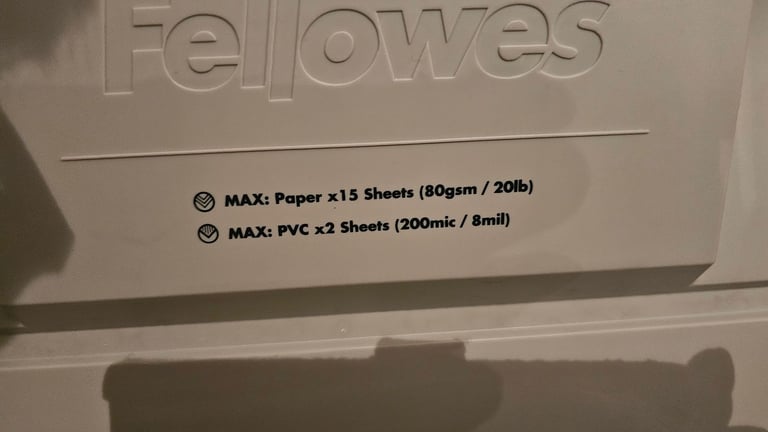 Fellowes
MAX: Paper x15 Sheets (80gsm / 20lb)
MAX: PVC x2 Sheets (200mic / 8mil)